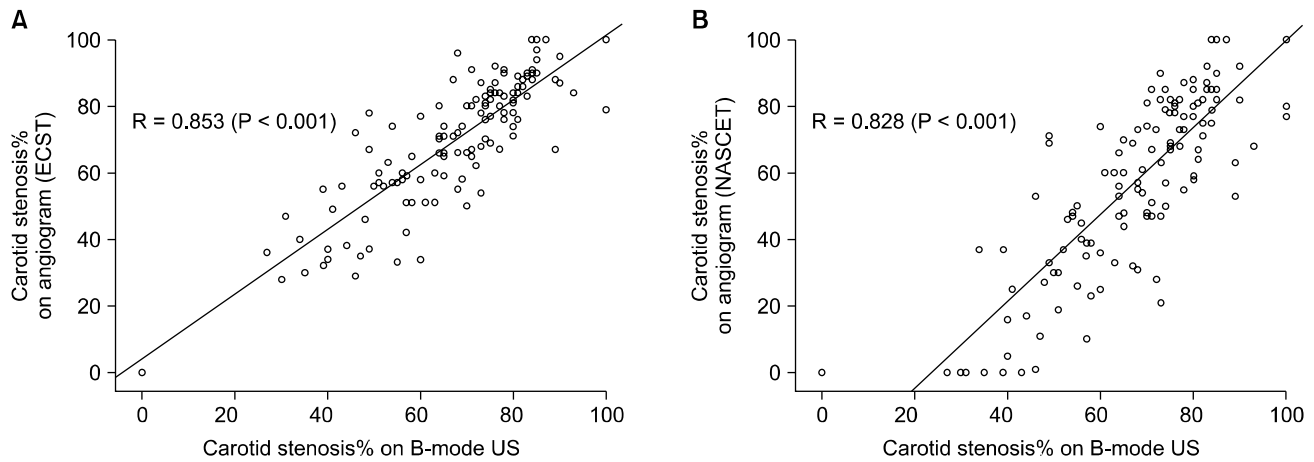 A
Carotid stenosis%
on angiogram (ECST)
100
80
60
40
20
0
R = 0.853 (P < 0.001)
0 20 40 60 80 100
Carotid stenosis% on B-mode US
B
Carotid stenosis%
on angiogram (NASCET)
100
80
60
40
20
0
R = 0.828 (P < 0.001)
0 20 40 60 80 100
Carotid stenosis% on B-mode US